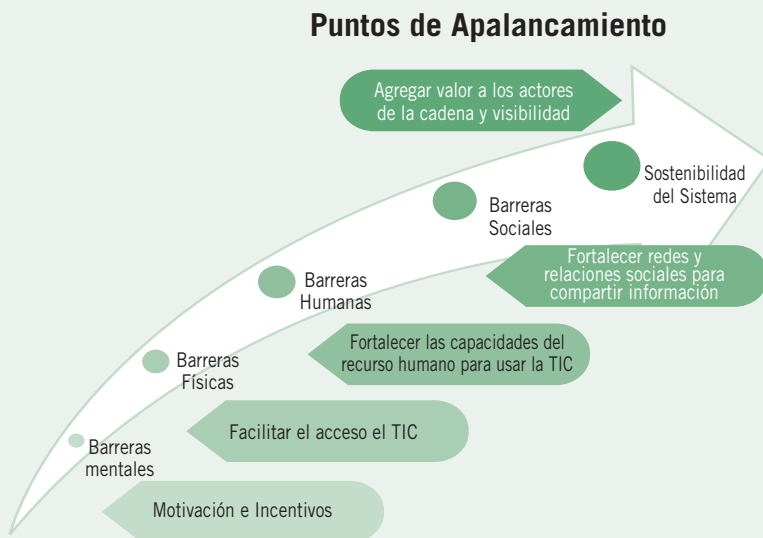 Puntos de Apalancamiento
Agregar valor a los actores
de la cadena y visibilidad
Sostenibilidad
del Sistema
Barreras
Sociales
Fortalecer redes y
relaciones sociales para
compartir información
Barreras
Humanas
Fortalecer las capacidades del
recurso humano para usar la TIC
Barreras
Físicas
Facilitar el acceso el TIC
Barreras
mentales
Motivación e Incentivos